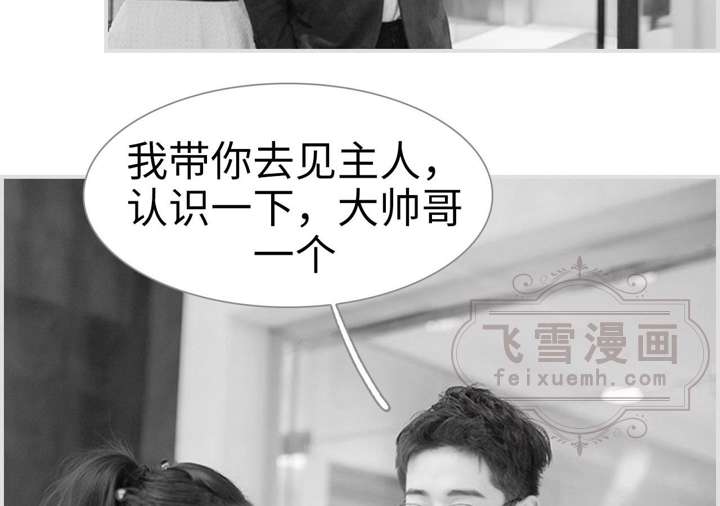 我带你去见主人，
认识一下，大帅哥
一个
飞雪漫画
feixuemh.com